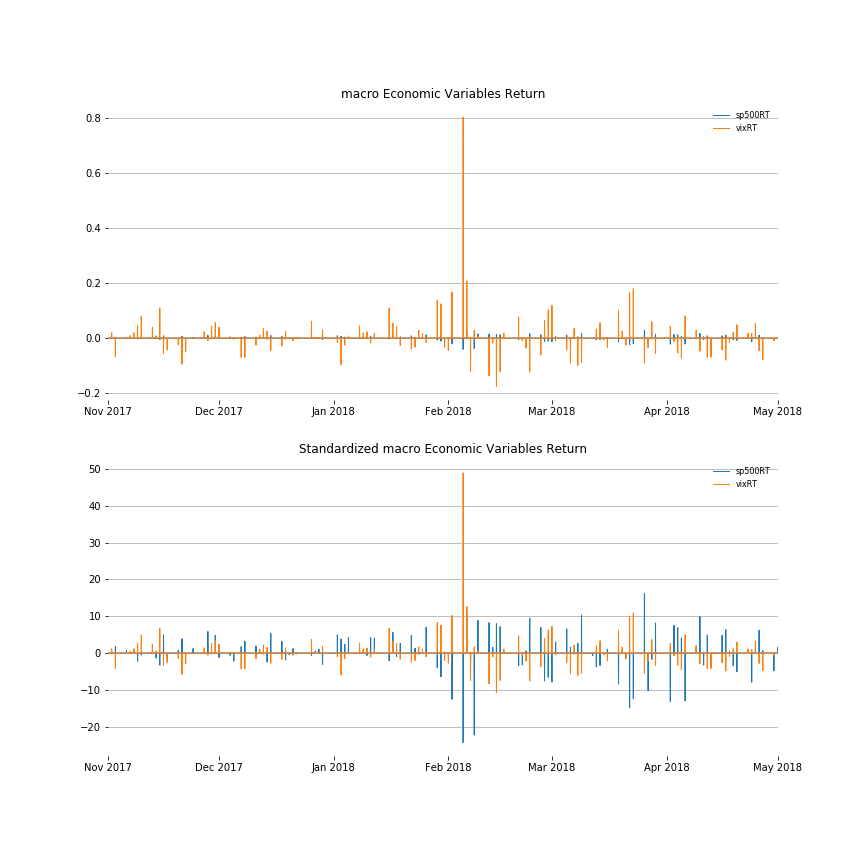 macro Economic Variables Return
sp500RT
vixRT
0.8
0.6
0.4
0.2
0.0
−0.2
Nov 2017 Dec 2017 Jan 2018 Feb 2018 Mar 2018 Apr 2018 May 2018
Standardized macro Economic Variables Return
sp500RT
vixRT
50
40
30
20
10
0
−10
−20
Nov 2017 Dec 2017 Jan 2018 Feb 2018 Mar 2018 Apr 2018 May 2018